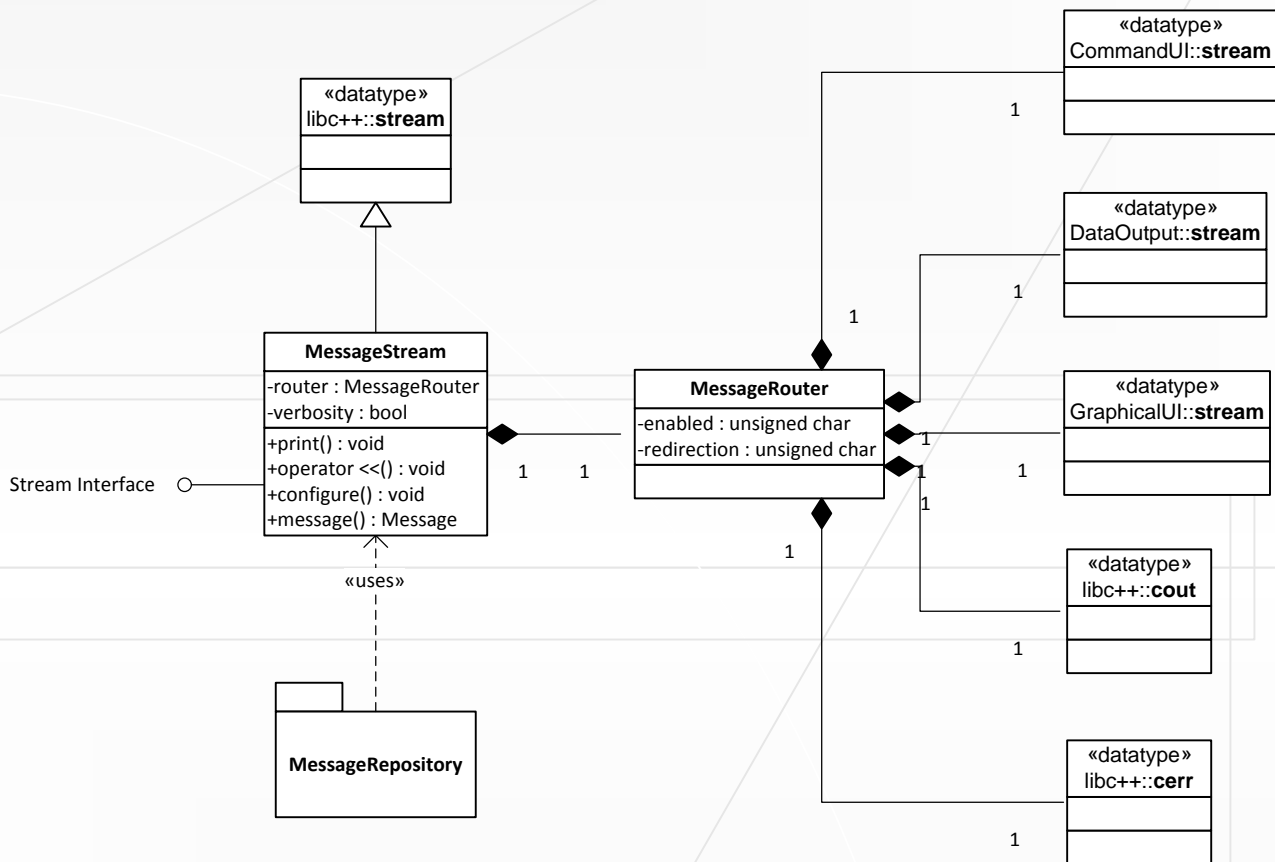 «datatype»
CommandUI::stream
«datatype»
libc++::stream
1
«datatype»
DataOutput::stream
1
1
MessageStream
-router : MessageRouter
-verbosity : bool
+print() : void
+operator <<() : void
+configure() : void
+message() : Message
MessageRouter
-enabled : unsigned char
-redirection : unsigned char
«datatype»
GraphicalUI::stream
1
1
1
1
1
1
Stream Interface
1
«uses»
«datatype»
libc++::cout
1
MessageRepository
«datatype»
libc++::cerr
1